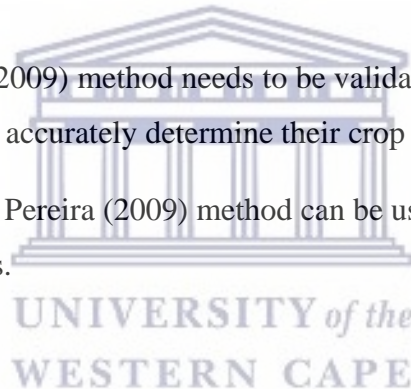 2009) method needs to be valida
accurately determine their crop
Pereira (2009) method can be us
s.
UNIVERSITY of the
WESTERN CAPE